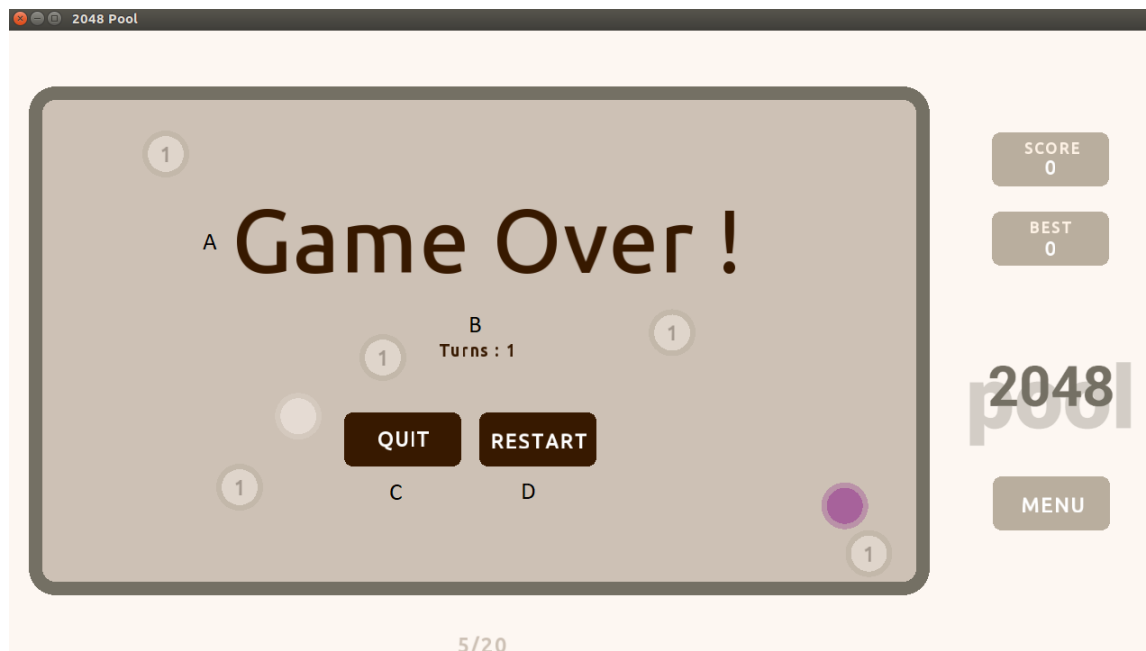 2048 Pool
1
SCORE
0
A Game Over !
BEST
0
B
1
1
Turns : 1
2048
pool
QUIT
RESTART
1
C
D
MENU
1
5/20